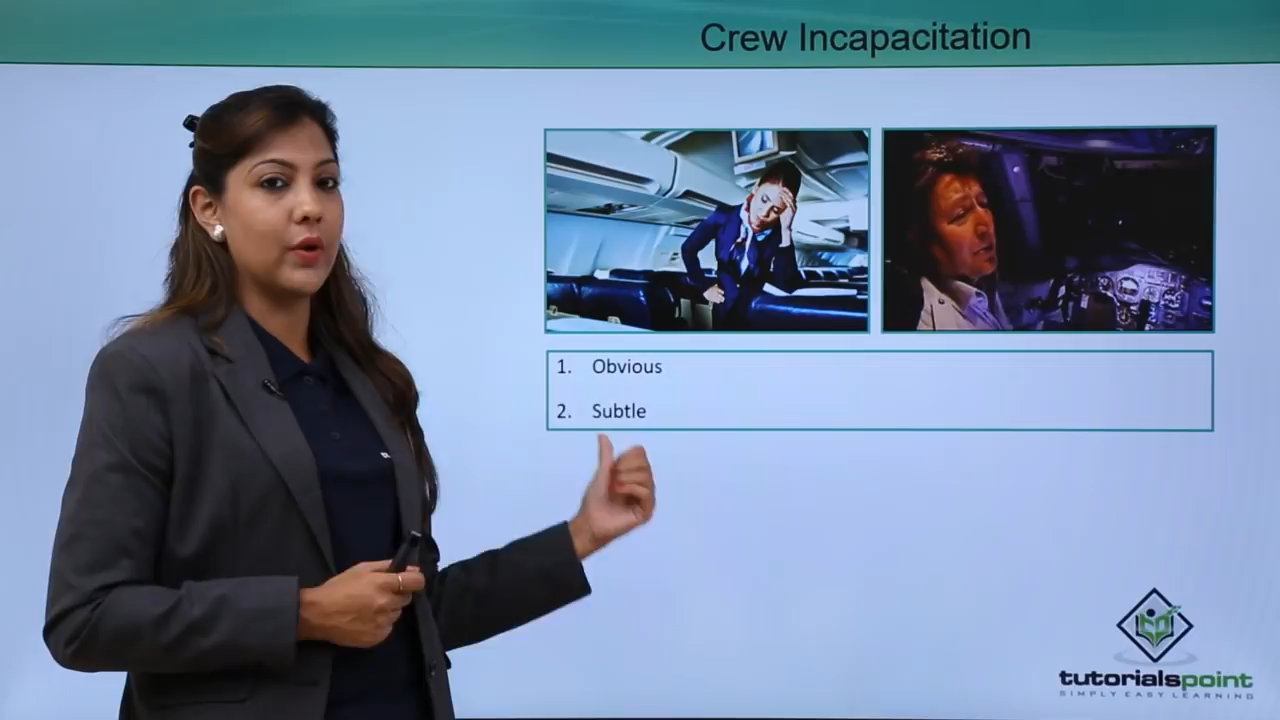 Crew Incapacitation
1. Obvious
2. Subtle
tutorialspoint
SIMPLY EASY LEARNING